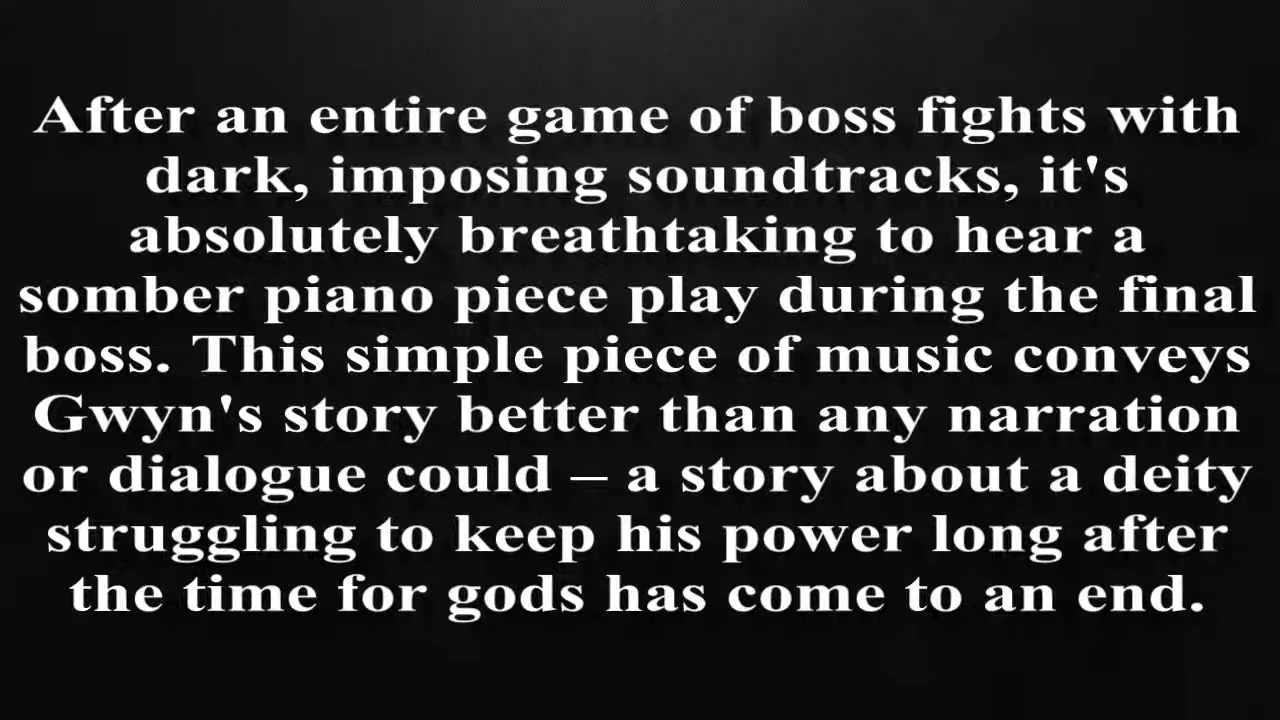 After an entire game of boss fights with
dark, imposing soundtracks, it's
absolutely breathtaking to hear a
somber piano piece play during the final
boss. This simple piece of music conveys
Gwyn's story better than any narration
or dialogue could – a story about a deity
struggling to keep his power long after
the time for gods has come to an end.